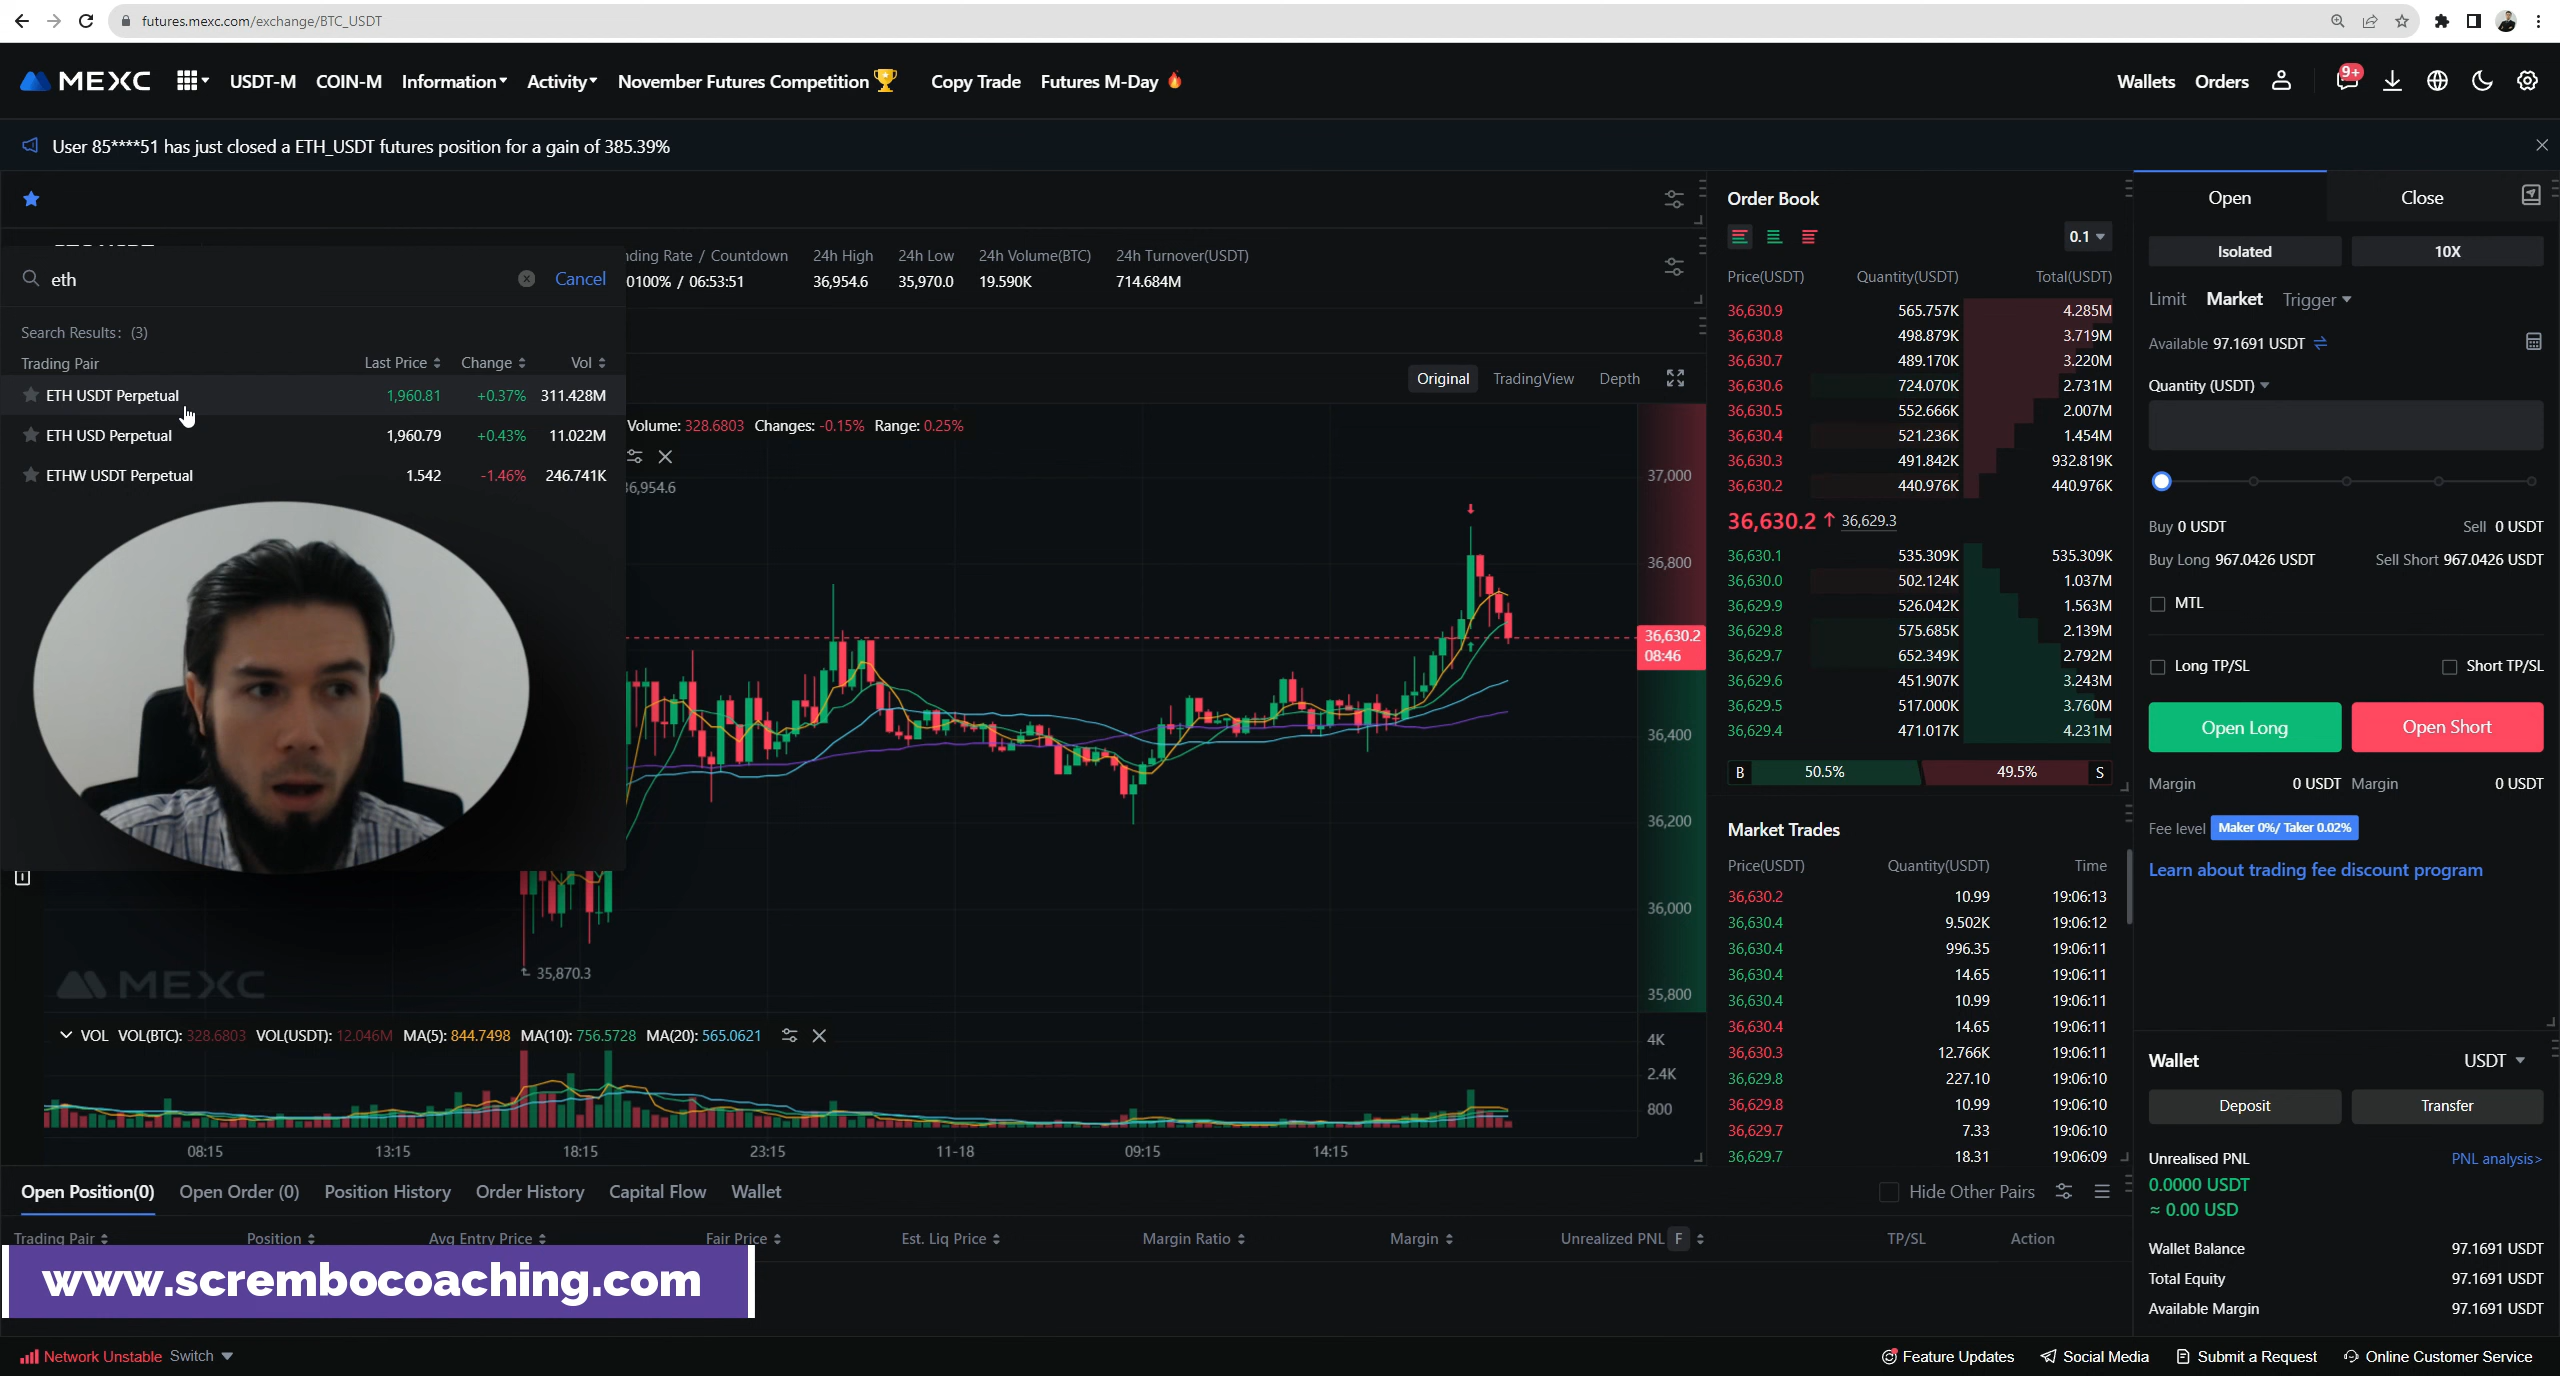 futures.mexc.com/exchange/BTC_USDT
MEXC USDT-M COIN-M Information Activity November Futures Competition Copy Trade Futures M-Day Wallets Orders 9+
User 85****51 has just closed a ETH_USDT futures position for a gain of 385.39%
eth Cancel
Search Results: (3)
Trading Pair Last Price Change Vol
ETH USDT Perpetual 1,960.81 +0.37% 311.428M
ETH USD Perpetual 1,960.79 +0.43% 11.022M
ETHW USDT Perpetual 1.542 -1.46% 246.741K
nding Rate / Countdown 24h High 24h Low 24h Volume(BTC) 24h Turnover(USDT)
0100% / 06:53:51 36,954.6 35,970.0 19.590K 714.684M
Original TradingView Depth
Volume: 328.6803 Changes: -0.15% Range: 0.25%
36,954.6
37,000
36,800
36,630.2
08:46
36,400
36,200
36,000
35,800
35,870.3
MEXC
VOL VOL(BTC): 328.6803 VOL(USDT): 12.046M MA(5): 844.7498 MA(10): 756.5728 MA(20): 565.0621
4K
2.4K
800
08:15 13:15 18:15 23:15 11-18 09:15 14:15
Order Book
0.1
Price(USDT) Quantity(USDT) Total(USDT)
36,630.9 565.757K 4.285M
36,630.8 498.879K 3.719M
36,630.7 489.170K 3.220M
36,630.6 724.070K 2.731M
36,630.5 552.666K 2.007M
36,630.4 521.236K 1.454M
36,630.3 491.842K 932.819K
36,630.2 440.976K 440.976K
36,630.2 36,629.3
36,630.1 535.309K 535.309K
36,630.0 502.124K 1.037M
36,629.9 526.042K 1.563M
36,629.8 575.685K 2.139M
36,629.7 652.349K 2.792M
36,629.6 451.907K 3.243M
36,629.5 517.000K 3.760M
36,629.4 471.017K 4.231M
B 50.5% 49.5% S
Market Trades
Price(USDT) Quantity(USDT) Time
36,630.2 10.99 19:06:13
36,630.4 9.502K 19:06:12
36,630.4 996.35 19:06:11
36,630.4 14.65 19:06:11
36,630.4 10.99 19:06:11
36,630.4 14.65 19:06:11
36,630.3 12.766K 19:06:11
36,629.8 227.10 19:06:10
36,629.8 10.99 19:06:10
36,629.7 7.33 19:06:10
36,629.7 18.31 19:06:09
Open Close
Isolated 10X
Limit Market Trigger
Available 97.1691 USDT
Quantity (USDT)
Buy 0 USDT Sell 0 USDT
Buy Long 967.0426 USDT Sell Short 967.0426 USDT
MTL
Long TP/SL Short TP/SL
Open Long Open Short
Margin 0 USDT Margin 0 USDT
Fee level Maker 0%/ Taker 0.02%
Learn about trading fee discount program
Wallet USDT
Deposit Transfer
Unrealised PNL PNL analysis>
0.0000 USDT
≈ 0.00 USD
Wallet Balance 97.1691 USDT
Total Equity 97.1691 USDT
Available Margin 97.1691 USDT
Open Position(0) Open Order (0) Position History Order History Capital Flow Wallet Hide Other Pairs
Trading Pair Position Avg Entry Price Fair Price Est. Liq Price Margin Ratio Margin Unrealized PNL F TP/SL Action
www.scrembocoaching.com
Network Unstable Switch Feature Updates Social Media Submit a Request Online Customer Service